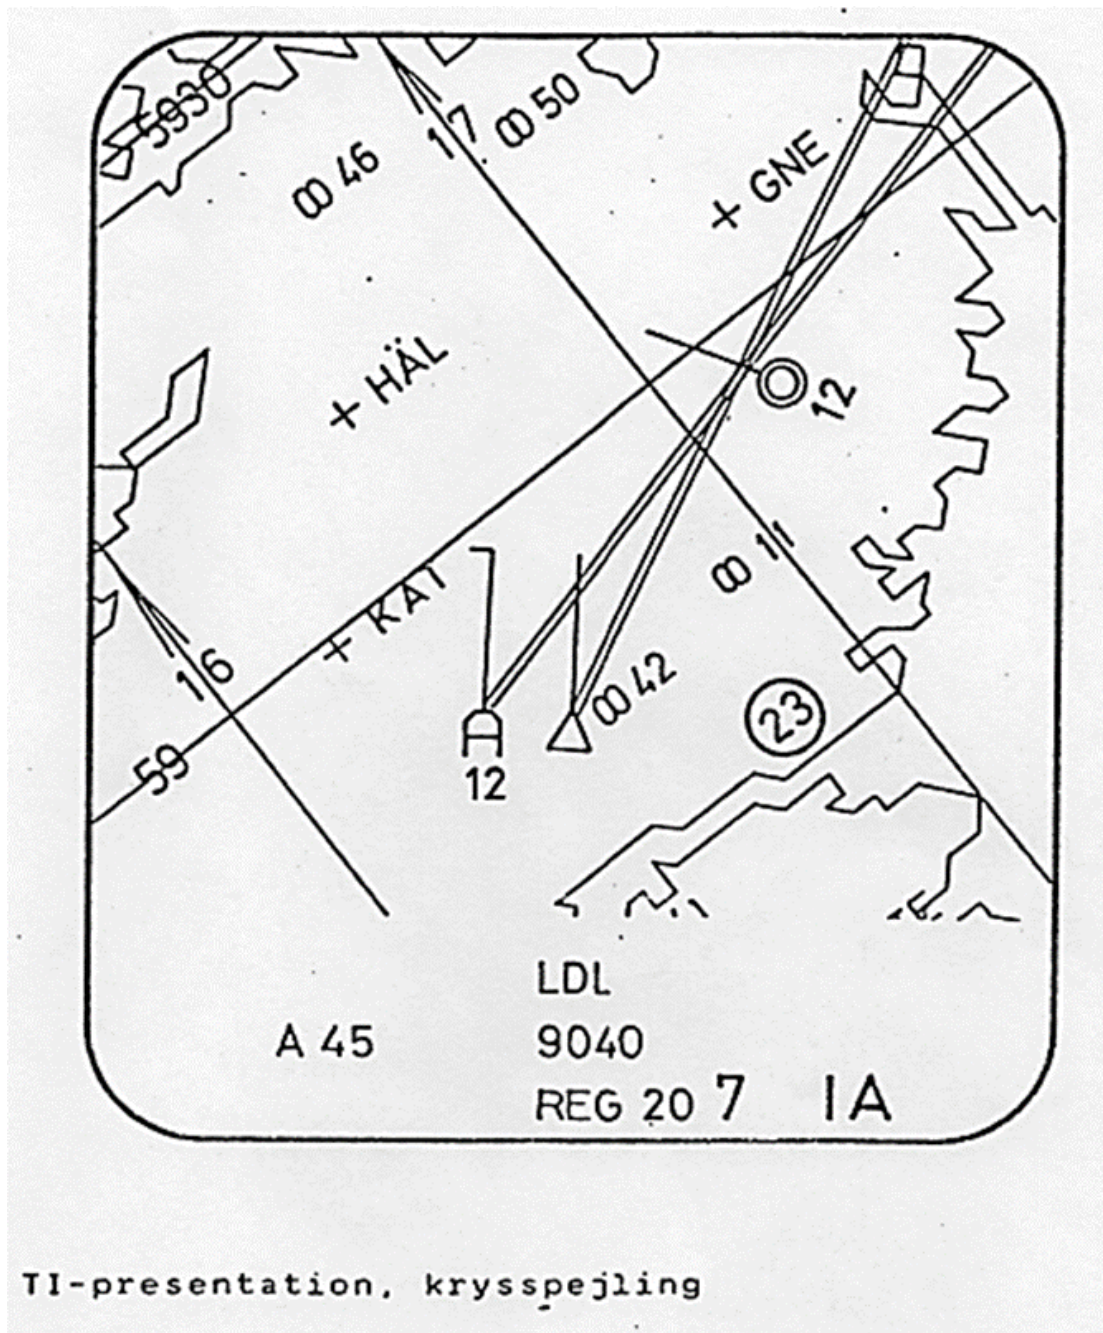 5930
17
∞ 50
∞ 46
+ GNE
+ HÄL
12
∞ 11
+ KAT
16
∞ 42
23
59
12
LDL
A 45
9040
REG 20 7 IA
TI-presentation, krysspejling